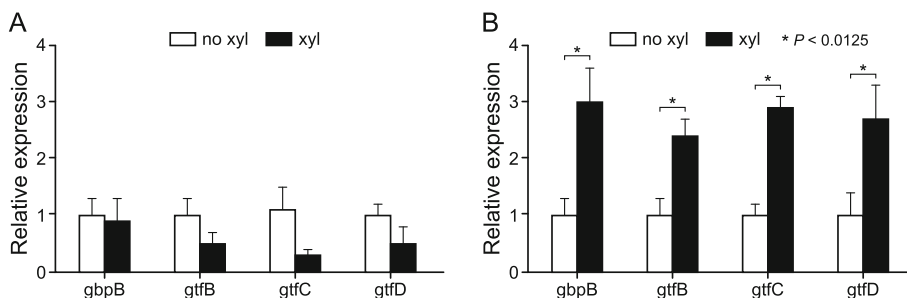 A
no xyl xyl
Relative expression
4
3
2
1
0
gbpB gtfB gtfC gtfD
B
no xyl xyl * P < 0.0125
Relative expression
4
3
2
1
0
* * * *
gbpB gtfB gtfC gtfD